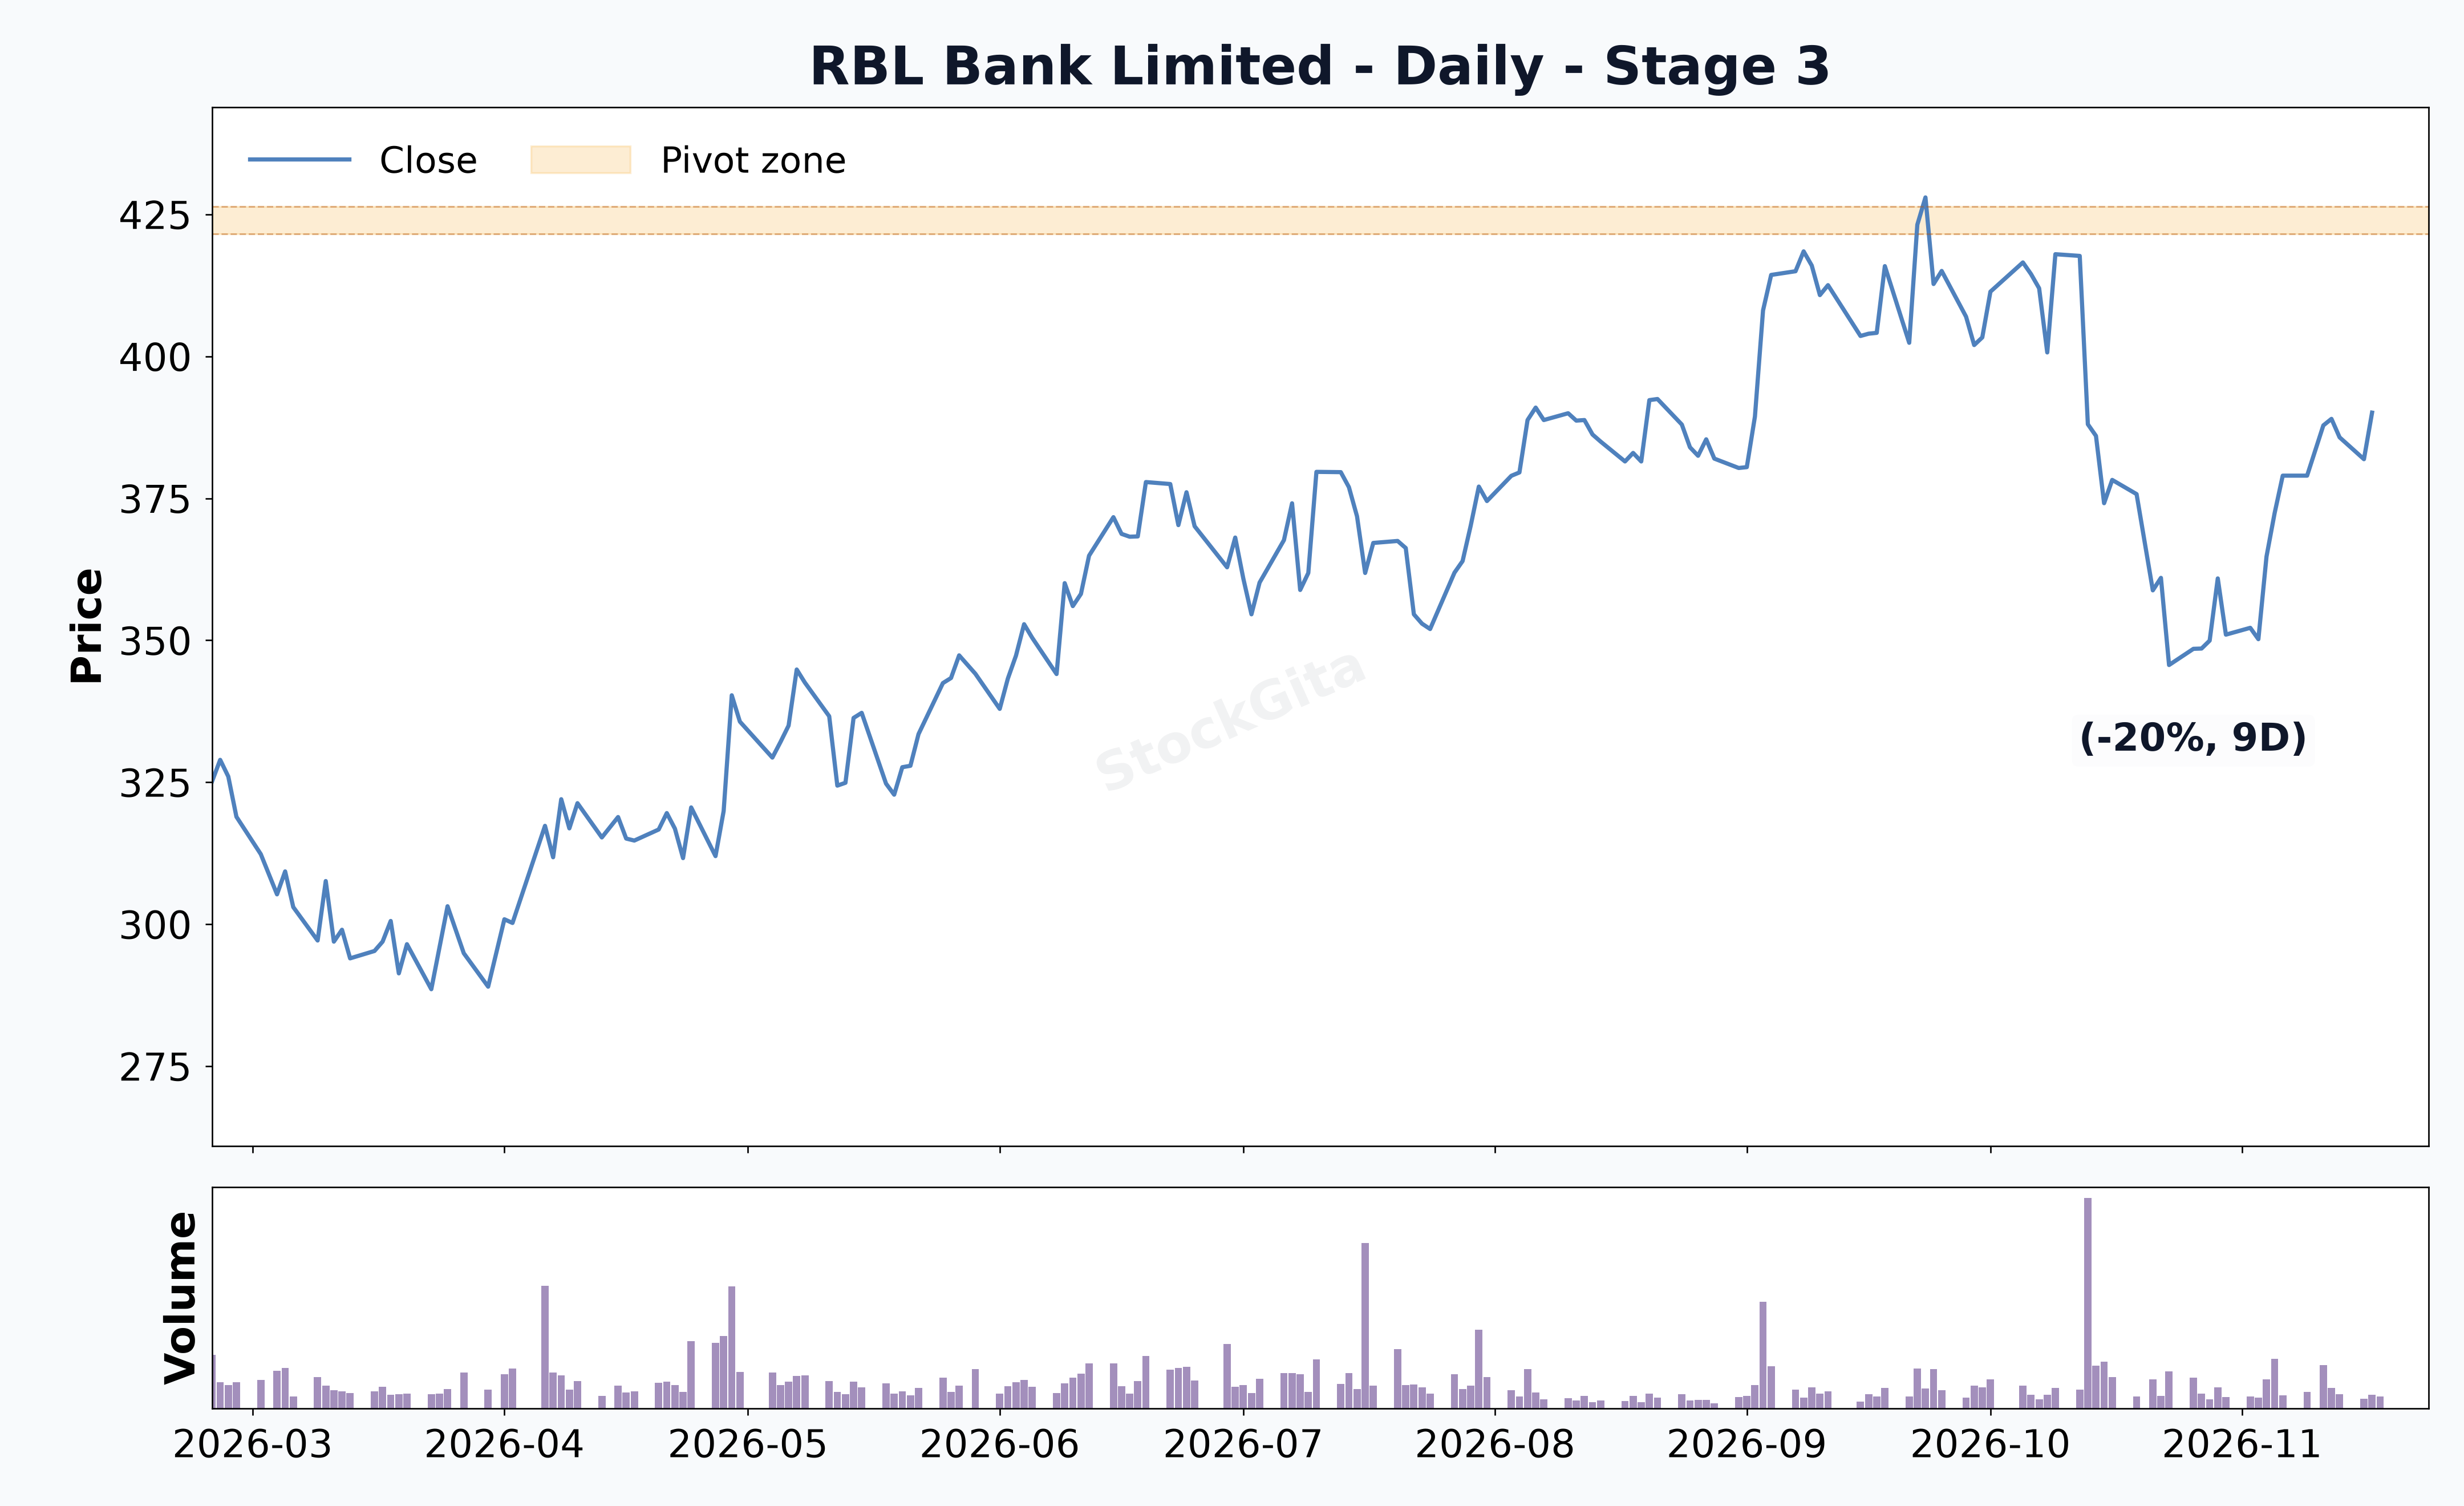 RBL Bank Limited - Daily - Stage 3
Close
Pivot zone
425
400
375
350
325
300
275
Price
StockGita
(-20%, 9D)
Volume
2026-03
2026-04
2026-05
2026-06
2026-07
2026-08
2026-09
2026-10
2026-11